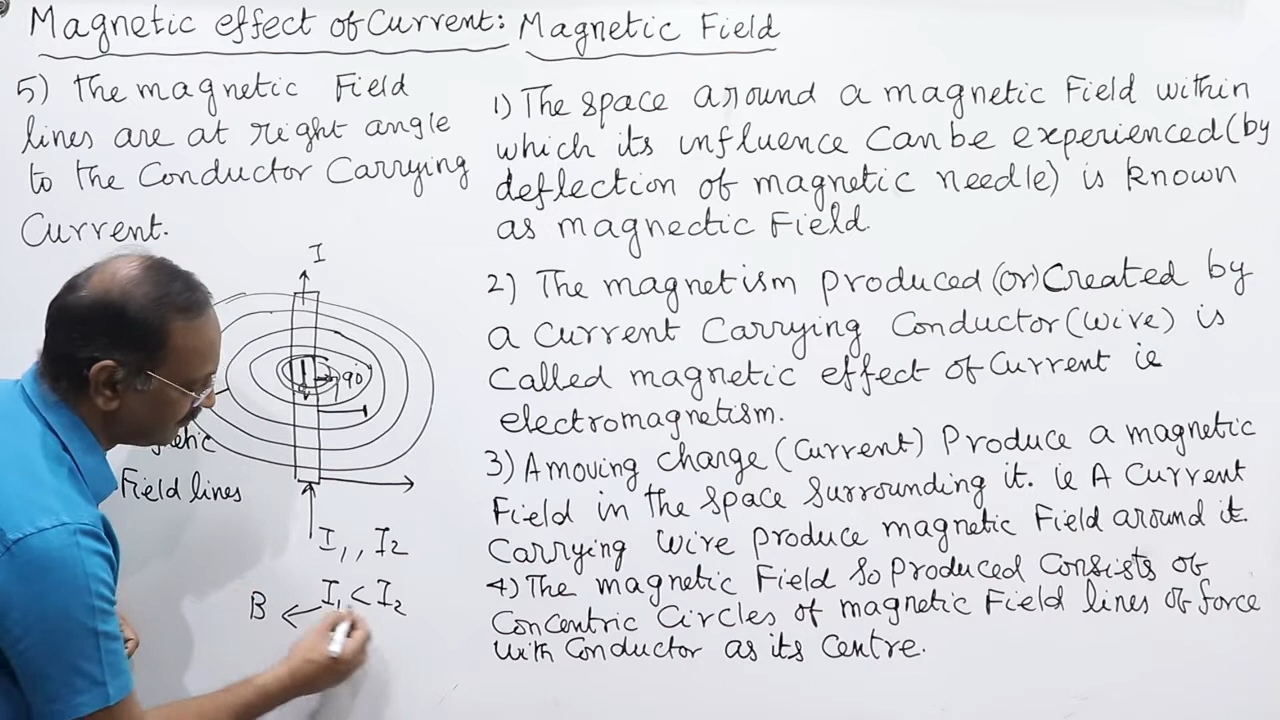 Magnetic effect of Current: Magnetic Field
5) The magnetic Field
lines are at right angle
to the Conductor Carrying
Current.
I
90°
Field lines
I1, I2
B I1 < I2
1) The space around a magnetic Field within
which its influence Can be experienced (by
deflection of magnetic needle) is known
as magnectic Field.
2) The magnetism produced (or) Created by
a Current Carrying Conductor (wire) is
Called magnetic effect of Current ie
electromagnetism.
3) A moving charge (Current) Produce a magnetic
Field in the space Surrounding it. ie A Current
Carrying wire produce magnetic Field around it.
4) The magnetic Field So produced Consists of
Concentric Circles of magnetic Field lines of force
with Conductor as its Centre.